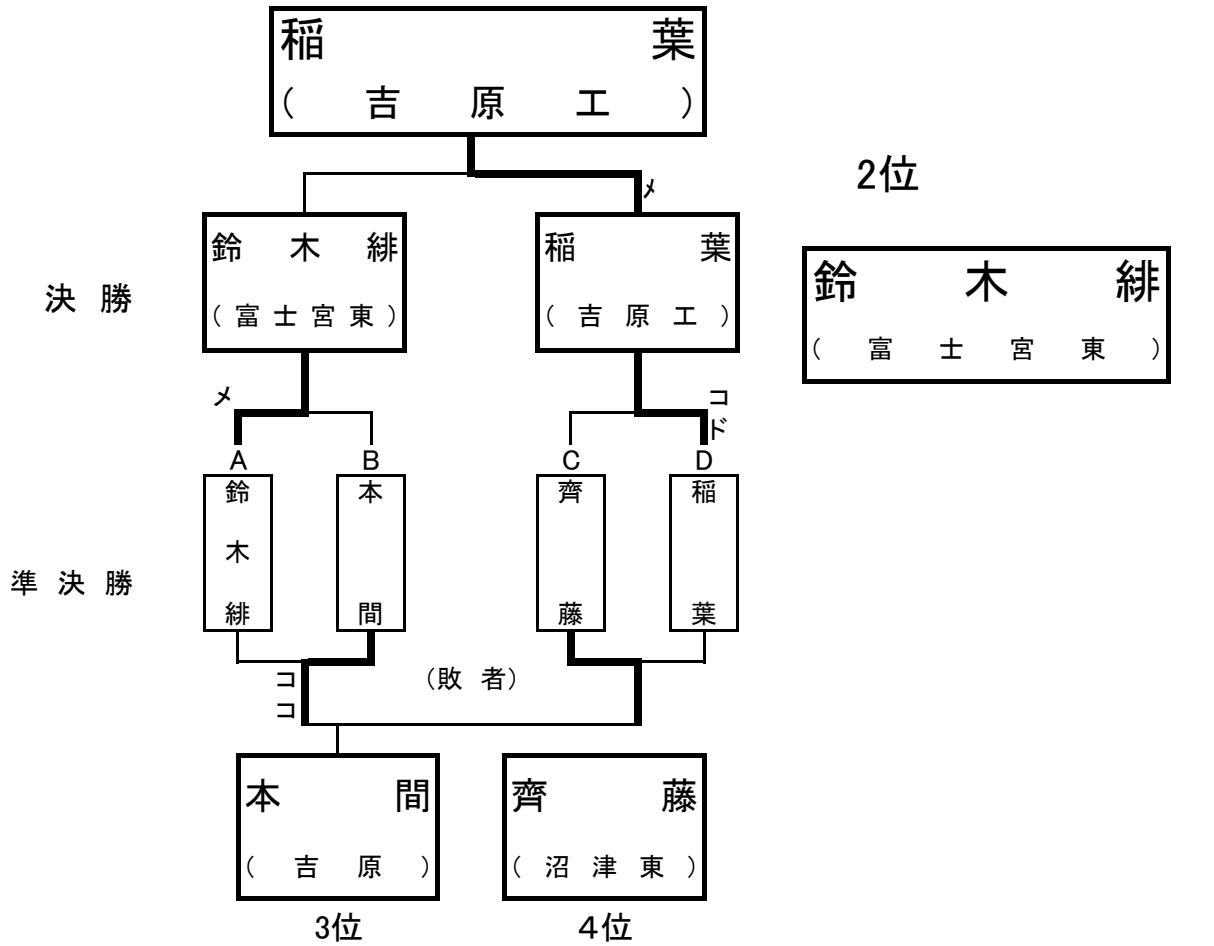 稲葉
(吉原工)
メ
2位
鈴木緋
(富士宮東)
稲葉
(吉原工)
鈴木緋
(富士宮東)
決勝
メ
コ
ド
A
B
C
D
鈴木緋
本間
齊藤
稲葉
準決勝
(敗者)
コ
コ
本間
(吉原)
齊藤
(沼津東)
3位
４位